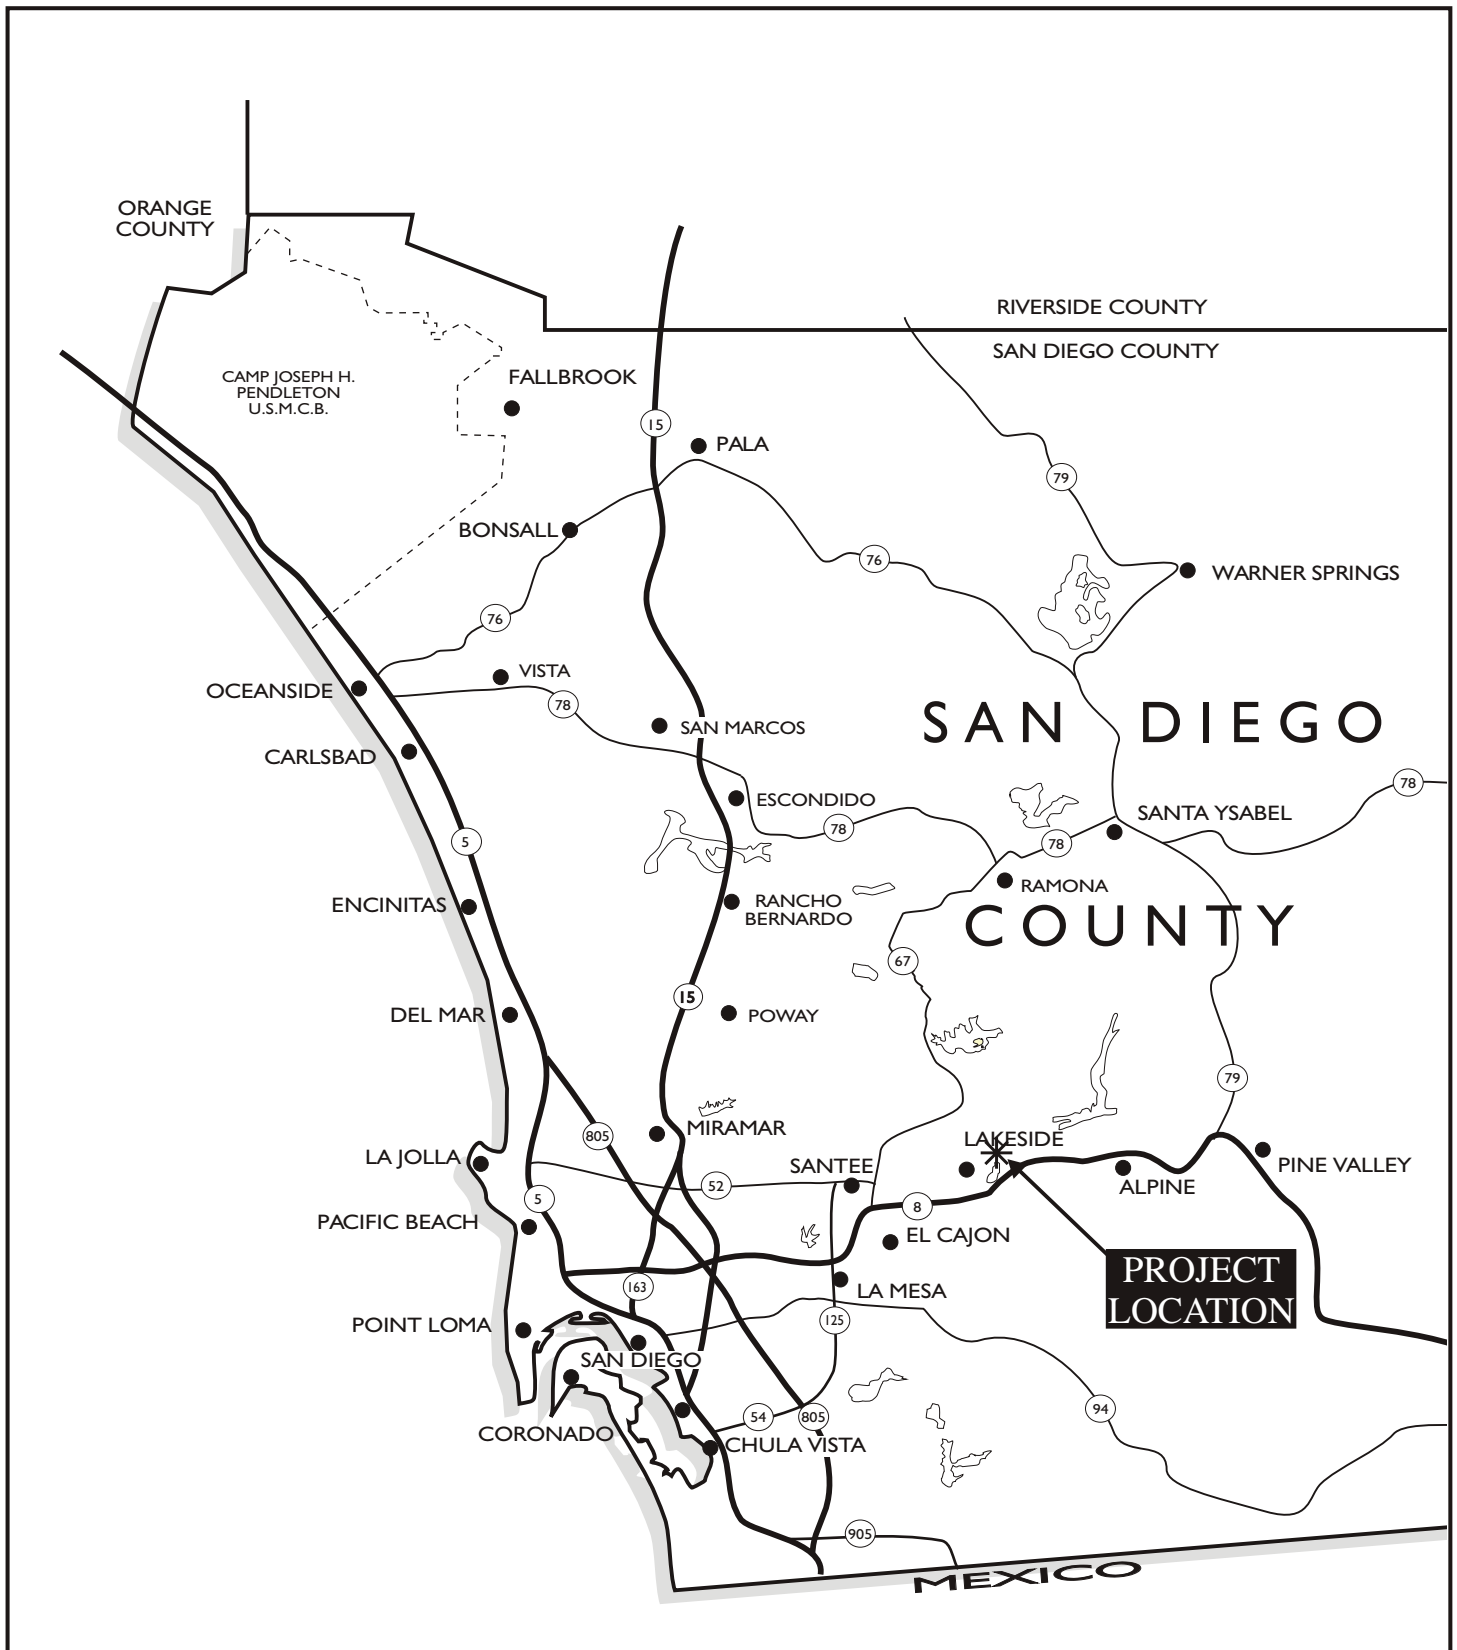 ORANGE
COUNTY
RIVERSIDE COUNTY
SAN DIEGO COUNTY
CAMP JOSEPH H.
PENDLETON
U.S.M.C.B.
FALLBROOK
15
PALA
79
BONSALL
76
WARNER SPRINGS
76
VISTA
OCEANSIDE
78
SAN MARCOS
SAN DIEGO
CARLSBAD
78
ESCONDIDO
SANTA YSABEL
78
5
78
RAMONA
ENCINITAS
RANCHO
BERNARDO
COUNTY
67
15
DEL MAR
POWAY
79
MIRAMAR
805
LAKESIDE
LA JOLLA
SANTEE
PINE VALLEY
52
ALPINE
5
8
PACIFIC BEACH
EL CAJON
PROJECT
LOCATION
163
LA MESA
125
POINT LOMA
SAN DIEGO
94
54
805
CORONADO
CHULA VISTA
905
MEXICO